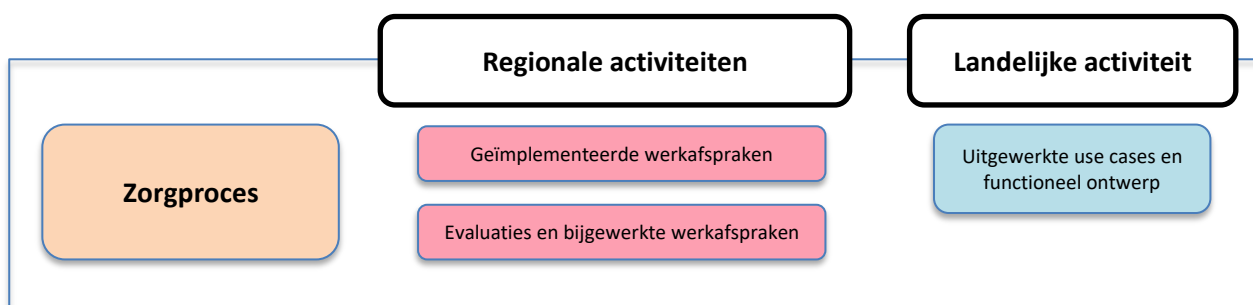 Regionale activiteiten
Landelijke activiteit
Zorgproces
Geïmplementeerde werkafspraken
Evaluaties en bijgewerkte werkafspraken
Uitgewerkte use cases en
functioneel ontwerp